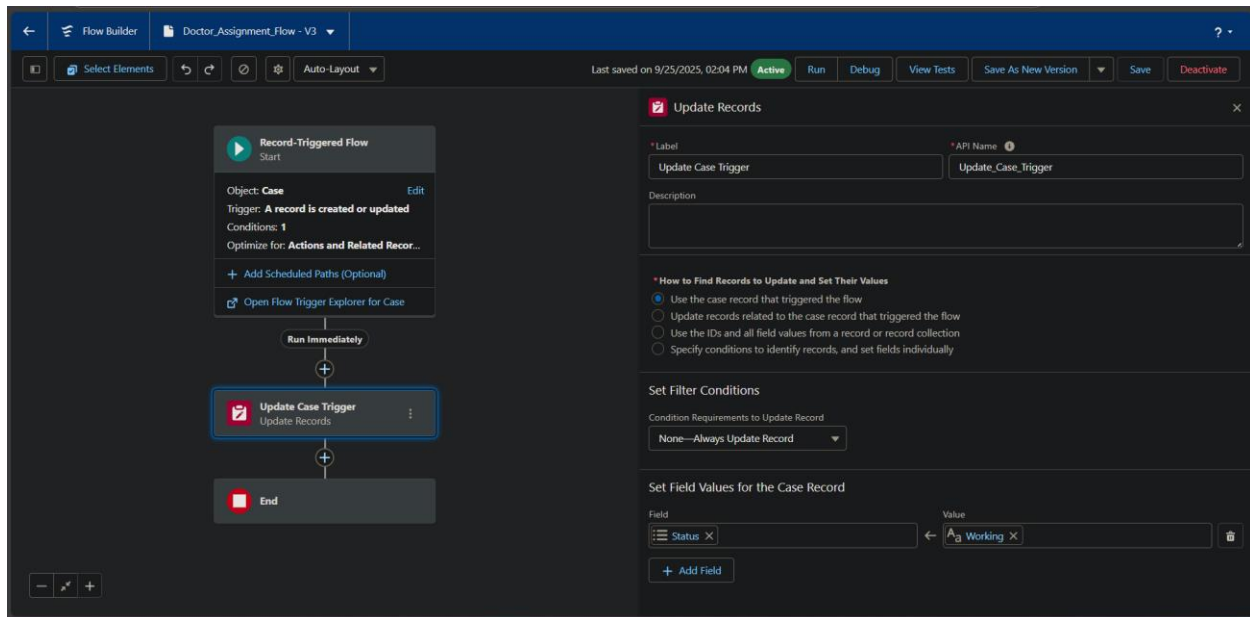 Flow Builder
Doctor_Assignment_Flow - V3
?
Select Elements
Auto-Layout
Last saved on 9/25/2025, 02:04 PM
Active
Run
Debug
View Tests
Save As New Version
Save
Deactivate
Record-Triggered Flow
Start
Object: Case
Edit
Trigger: A record is created or updated
Conditions: 1
Optimize for: Actions and Related Recor...
+ Add Scheduled Paths (Optional)
Open Flow Trigger Explorer for Case
Run Immediately
Update Case Trigger
Update Records
End
Update Records
*Label
*API Name
Update Case Trigger
Update_Case_Trigger
Description
*How to Find Records to Update and Set Their Values
Use the case record that triggered the flow
Update records related to the case record that triggered the flow
Use the IDs and all field values from a record or record collection
Specify conditions to identify records, and set fields individually
Set Filter Conditions
Condition Requirements to Update Record
None—Always Update Record
Set Field Values for the Case Record
Field
Value
Status
Aa Working
+ Add Field